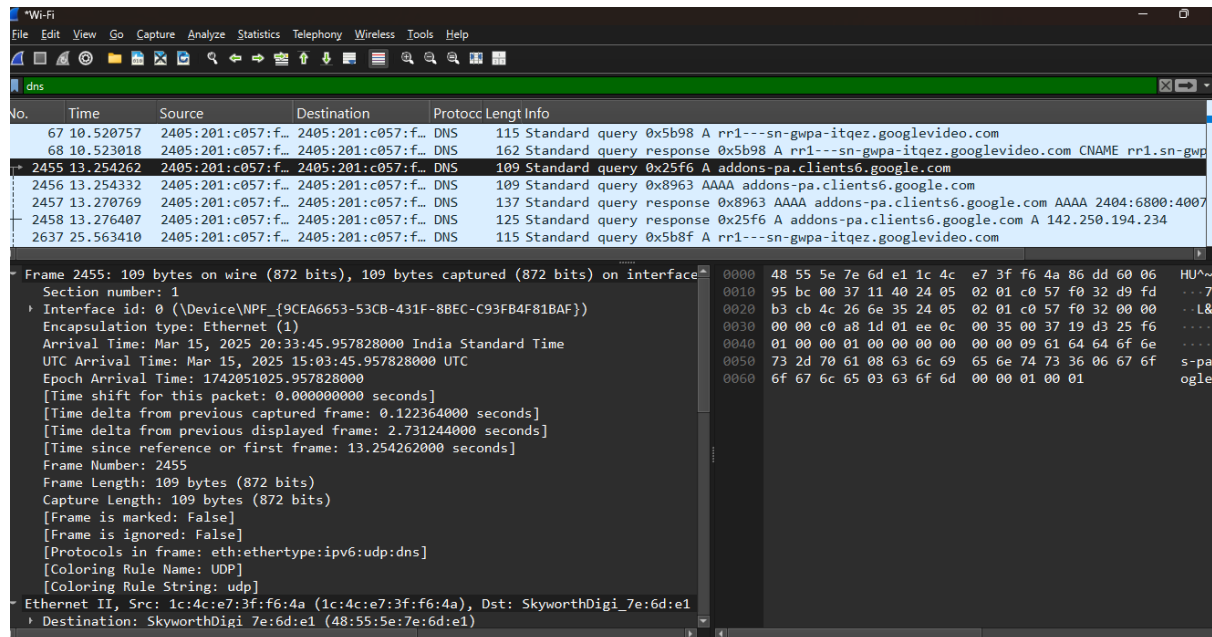 *Wi-Fi
File Edit View Go Capture Analyze Statistics Telephony Wireless Tools Help
dns
No. Time Source Destination Protocc Lengt Info
67 10.520757 2405:201:c057:f… 2405:201:c057:f… DNS 115 Standard query 0x5b98 A rr1---sn-gwpa-itqez.googlevideo.com
68 10.523018 2405:201:c057:f… 2405:201:c057:f… DNS 162 Standard query response 0x5b98 A rr1---sn-gwpa-itqez.googlevideo.com CNAME rr1.sn-gwp
2455 13.254262 2405:201:c057:f… 2405:201:c057:f… DNS 109 Standard query 0x25f6 A addons-pa.clients6.google.com
2456 13.254332 2405:201:c057:f… 2405:201:c057:f… DNS 109 Standard query 0x8963 AAAA addons-pa.clients6.google.com
2457 13.270769 2405:201:c057:f… 2405:201:c057:f… DNS 137 Standard query response 0x8963 AAAA addons-pa.clients6.google.com AAAA 2404:6800:4007
2458 13.276407 2405:201:c057:f… 2405:201:c057:f… DNS 125 Standard query response 0x25f6 A addons-pa.clients6.google.com A 142.250.194.234
2637 25.563410 2405:201:c057:f… 2405:201:c057:f… DNS 115 Standard query 0x5b8f A rr1---sn-gwpa-itqez.googlevideo.com
Frame 2455: 109 bytes on wire (872 bits), 109 bytes captured (872 bits) on interface
Section number: 1
Interface id: 0 (\Device\NPF_{9CEA6653-53CB-431F-8BEC-C93FB4F81BAF})
Encapsulation type: Ethernet (1)
Arrival Time: Mar 15, 2025 20:33:45.957828000 India Standard Time
UTC Arrival Time: Mar 15, 2025 15:03:45.957828000 UTC
Epoch Arrival Time: 1742051025.957828000
[Time shift for this packet: 0.000000000 seconds]
[Time delta from previous captured frame: 0.122364000 seconds]
[Time delta from previous displayed frame: 2.731244000 seconds]
[Time since reference or first frame: 13.254262000 seconds]
Frame Number: 2455
Frame Length: 109 bytes (872 bits)
Capture Length: 109 bytes (872 bits)
[Frame is marked: False]
[Frame is ignored: False]
[Protocols in frame: eth:ethertype:ipv6:udp:dns]
[Coloring Rule Name: UDP]
[Coloring Rule String: udp]
Ethernet II, Src: 1c:4c:e7:3f:f6:4a (1c:4c:e7:3f:f6:4a), Dst: SkyworthDigi_7e:6d:e1
Destination: SkyworthDigi_7e:6d:e1 (48:55:5e:7e:6d:e1)
0000 48 55 5e 7e 6d e1 1c 4c e7 3f f6 4a 86 dd 60 06 HU^~
0010 95 bc 00 37 11 40 24 05 02 01 c0 57 f0 32 d9 fd ···7
0020 b3 cb 4c 26 6e 35 24 05 02 01 c0 57 f0 32 00 00 ··L&
0030 00 00 c0 a8 1d 01 ee 0c 00 35 00 37 19 d3 25 f6 ····
0040 01 00 00 01 00 00 00 00 00 00 09 61 64 64 6f 6e ····
0050 73 2d 70 61 08 63 6c 69 65 6e 74 73 36 06 67 6f s-pa
0060 6f 67 6c 65 03 63 6f 6d 00 00 01 00 01 ogle